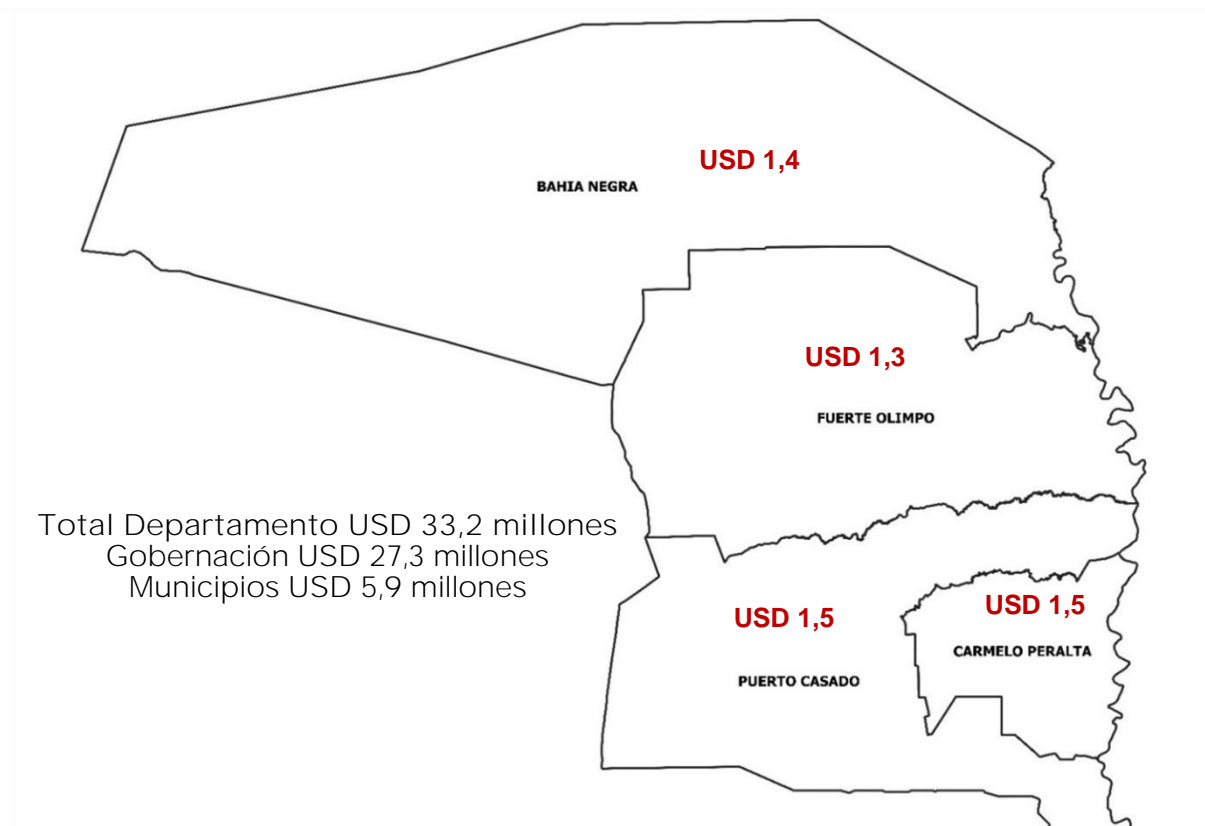 USD 1,4
BAHIA NEGRA
USD 1,3
FUERTE OLIMPO
Total Departamento USD 33,2 millones
Gobernación USD 27,3 millones
Municipios USD 5,9 millones
USD 1,5
PUERTO CASADO
USD 1,5
CARMELO PERALTA